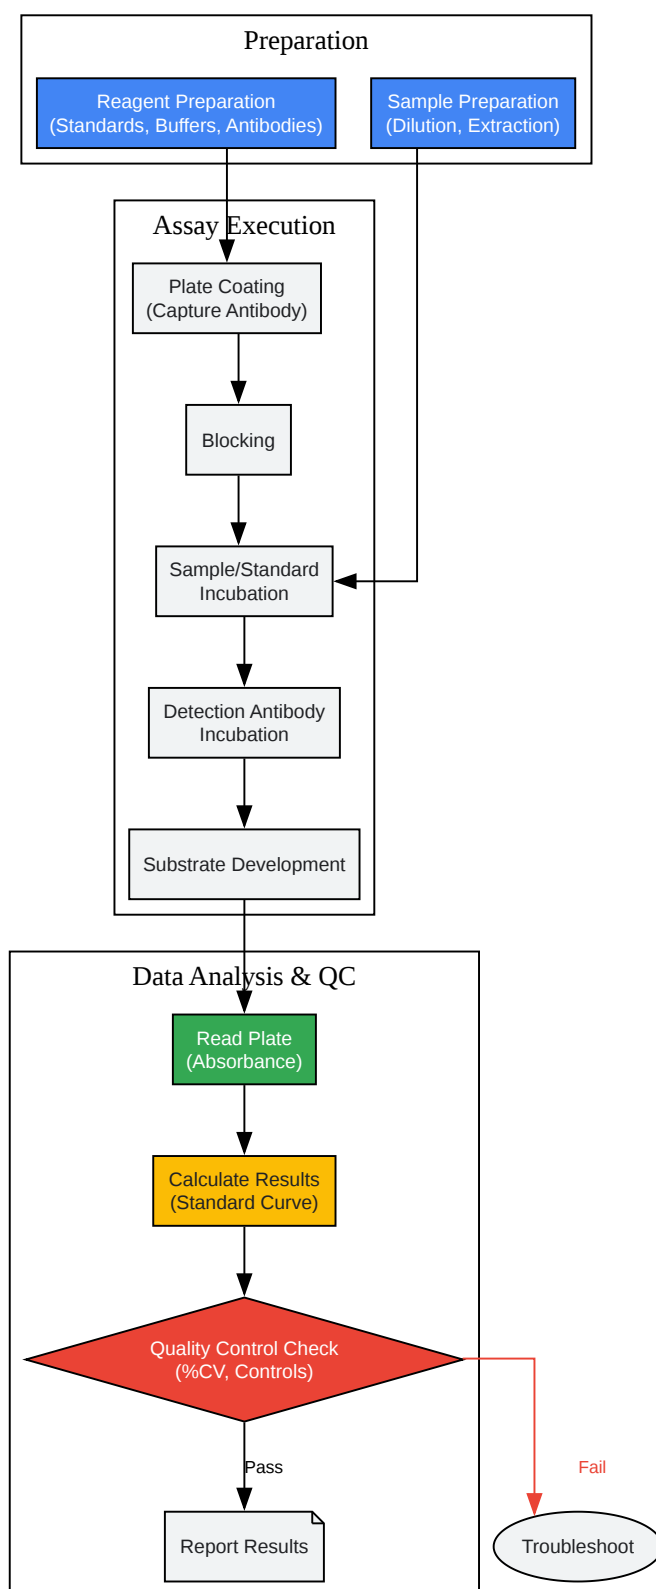 Preparation
Reagent Preparation
(Standards, Buffers, Antibodies)
Sample Preparation
(Dilution, Extraction)
Assay Execution
Plate Coating
(Capture Antibody)
Blocking
Sample/Standard
Incubation
Detection Antibody
Incubation
Substrate Development
Data Analysis & QC
Read Plate
(Absorbance)
Calculate Results
(Standard Curve)
Quality Control Check
(%CV, Controls)
Pass
Fail
Report Results
Troubleshoot